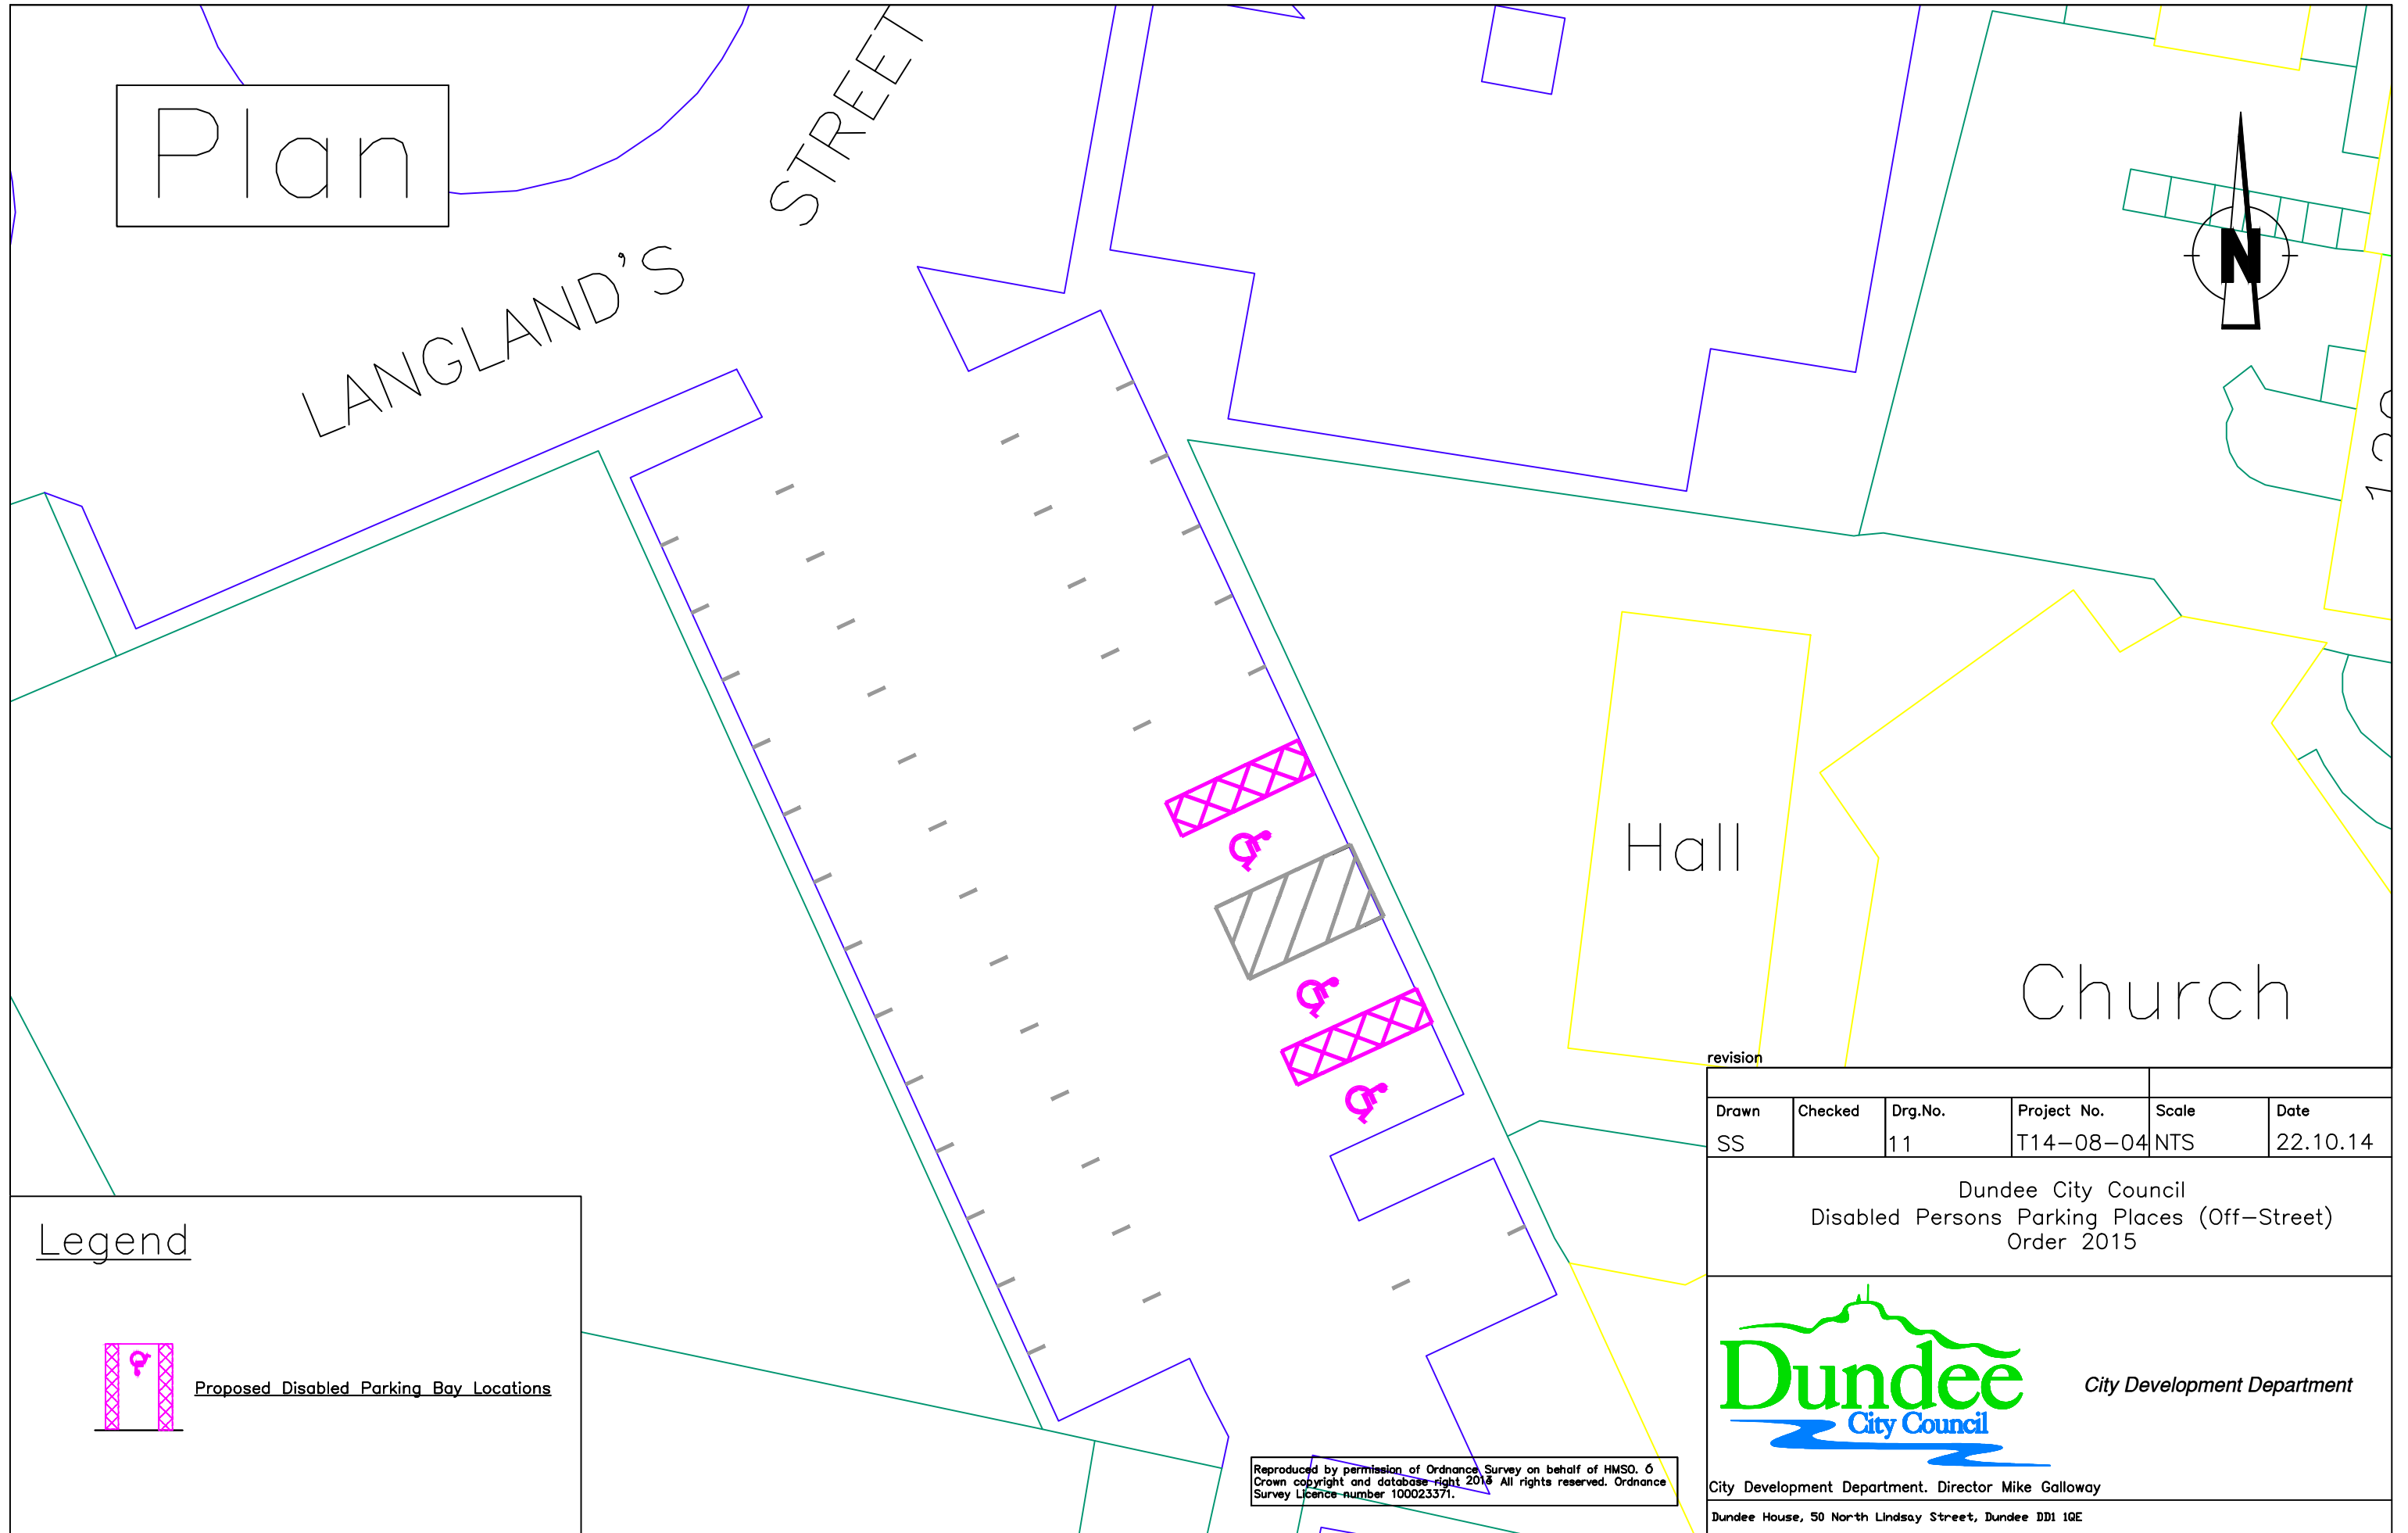 Plan
LANGLAND'S STREET
N
Hall
Church
Legend
Proposed Disabled Parking Bay Locations
Reproduced by permission of Ordnance Survey on behalf of HMSO. ©
Crown copyright and database right All rights reserved. Ordnance
Survey Licence number 100023371.
revision
Drawn Checked Drg.No. Project No. Scale Date
SS 11 T14-08-04 NTS 22.10.14
Dundee City Council
Disabled Persons Parking Places (Off-Street)
Order 2015
Dundee
City Council
City Development Department
City Development Department. Director Mike Galloway
Dundee House, 50 North Lindsay Street, Dundee DD1 1QE